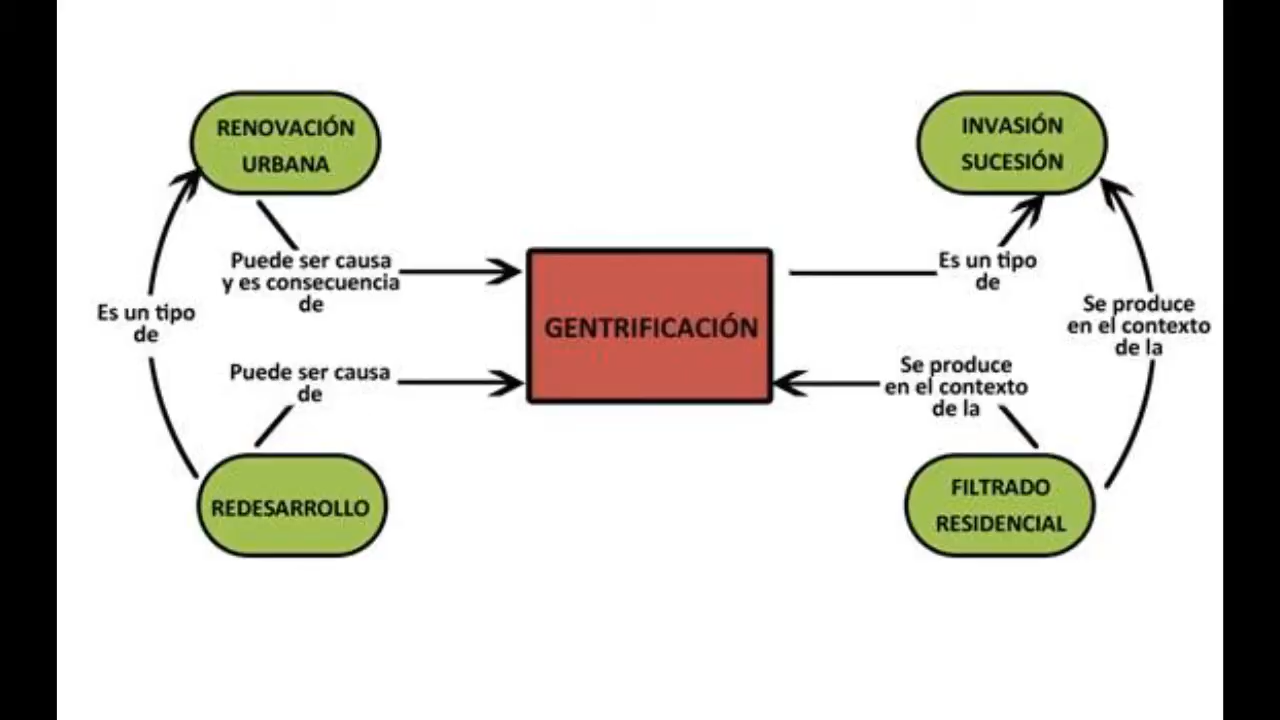 RENOVACIÓN
URBANA
INVASIÓN
SUCESIÓN
Puede ser causa
y es consecuencia
de
Es un tipo
de
Es un tipo
de
Se produce
en el contexto
de la
GENTRIFICACIÓN
Puede ser causa
de
Se produce
en el contexto
de la
REDESARROLLO
FILTRADO
RESIDENCIAL